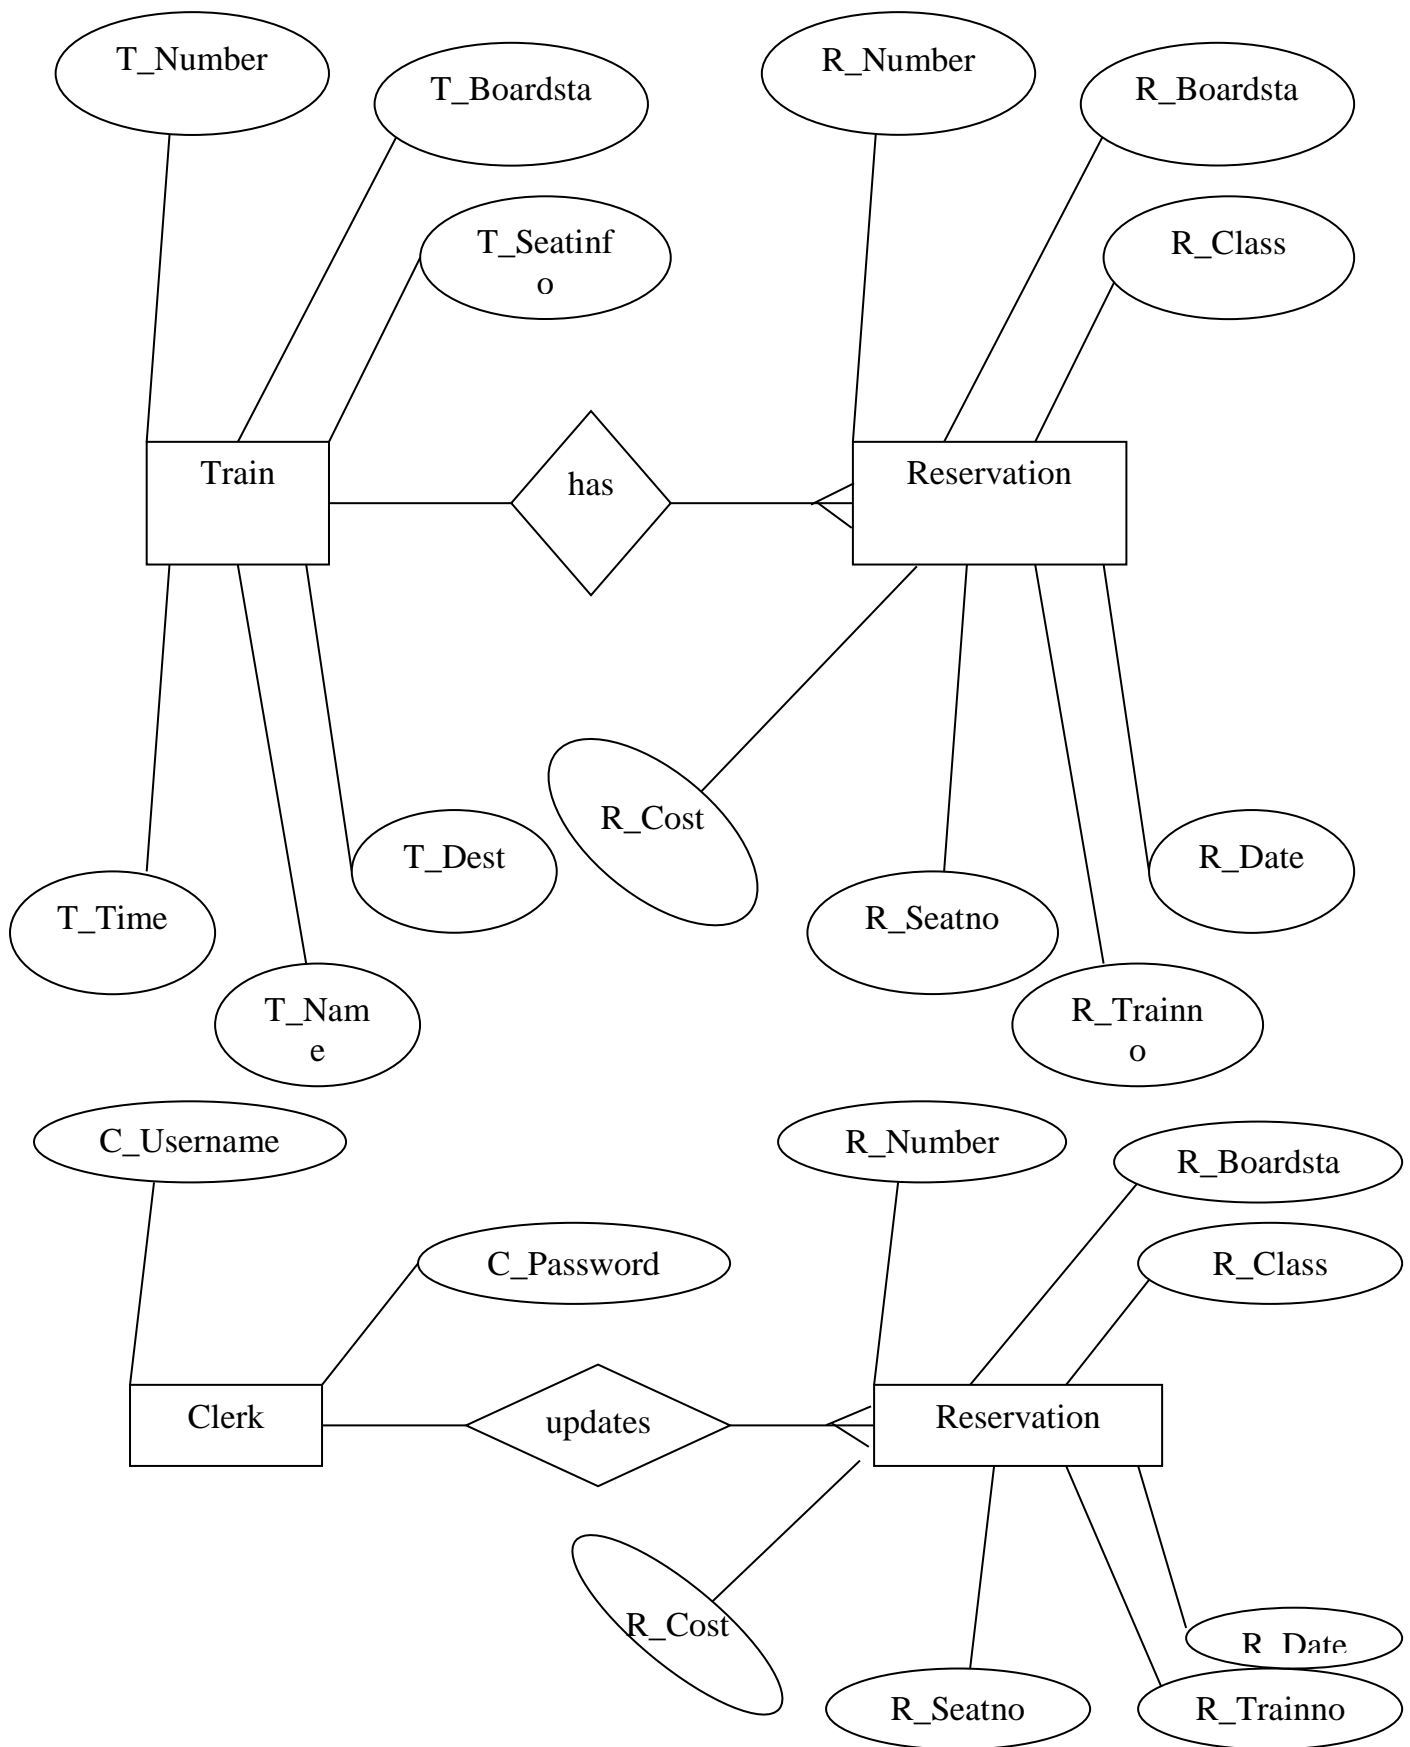 T_Number
T_Boardsta
R_Number
R_Boardsta
T_Seatinf
o
R_Class
Train
has
Reservation
R_Cost
T_Dest
R_Date
T_Time
R_Seatno
T_Nam
e
R_Trainn
o
C_Username
R_Number
R_Boardsta
C_Password
R_Class
Clerk
updates
Reservation
R_Cost
R_Date
R_Seatno
R_Trainno